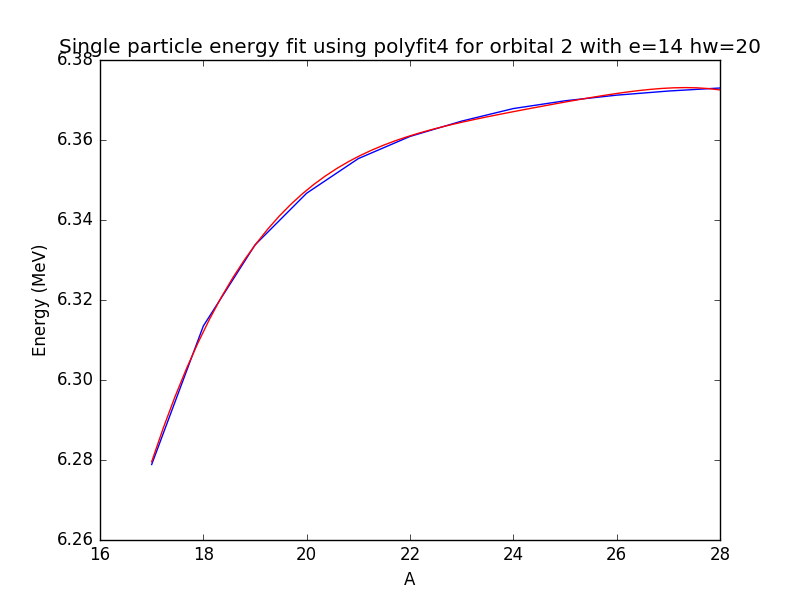 Single particle energy fit using polyfit4 for orbital 2 with e=14 hw=20
6.38
6.36
6.34
6.32
6.30
6.28
6.26
Energy (MeV)
16 18 20 22 24 26 28
A